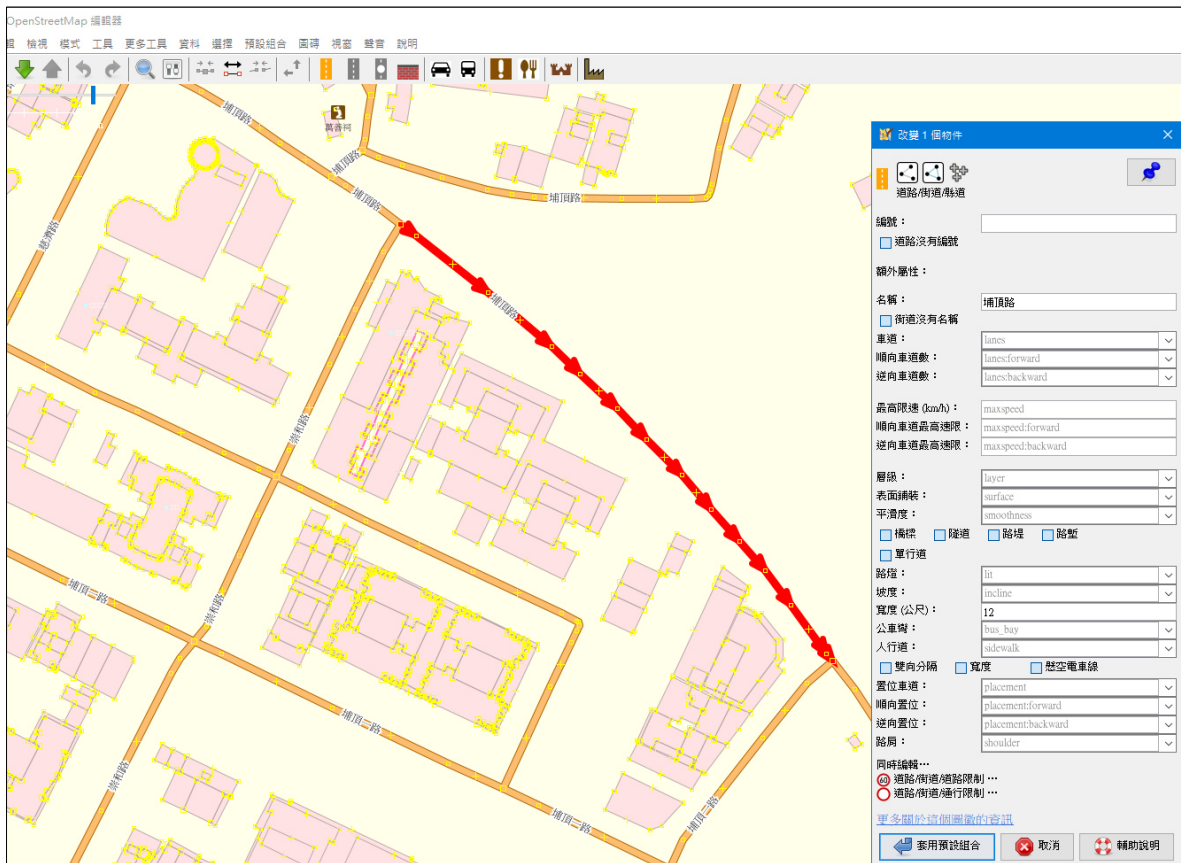 OpenStreetMap 編輯器
檢視 模式 工具 更多工具 資料 選擇 預設組合 圖磚 視窗 聲音 說明
埔頂路
萬善祠
埔頂路
埔頂路
埔頂路
慈濟路
埔頂路
崇和路
崇和路
埔頂二路
埔頂二路
埔頂二路
崇和路
改變 1 個物件
道路/街道/縣道
編號：
道路沒有編號
額外屬性：
名稱： 埔頂路
街道沒有名稱
車道： lanes
順向車道數： lanes:forward
逆向車道數： lanes:backward
最高限速 (km/h)： maxspeed
順向車道最高速限： maxspeed:forward
逆向車道最高速限： maxspeed:backward
層級： layer
表面鋪裝： surface
平滑度： smoothness
橋樑 隧道 路堤 路塹
單行道
路燈： lit
坡度： incline
寬度 (公尺)： 12
公車彎： bus_bay
人行道： sidewalk
雙向分隔 寬度 懸空電車線
置位車道： placement
順向置位： placement:forward
逆向置位： placement:backward
路肩： shoulder
同時編輯…
60 道路/街道/道路限制 …
道路/街道/通行限制 …
更多關於這個圖徵的資訊
套用預設組合 取消 輔助說明